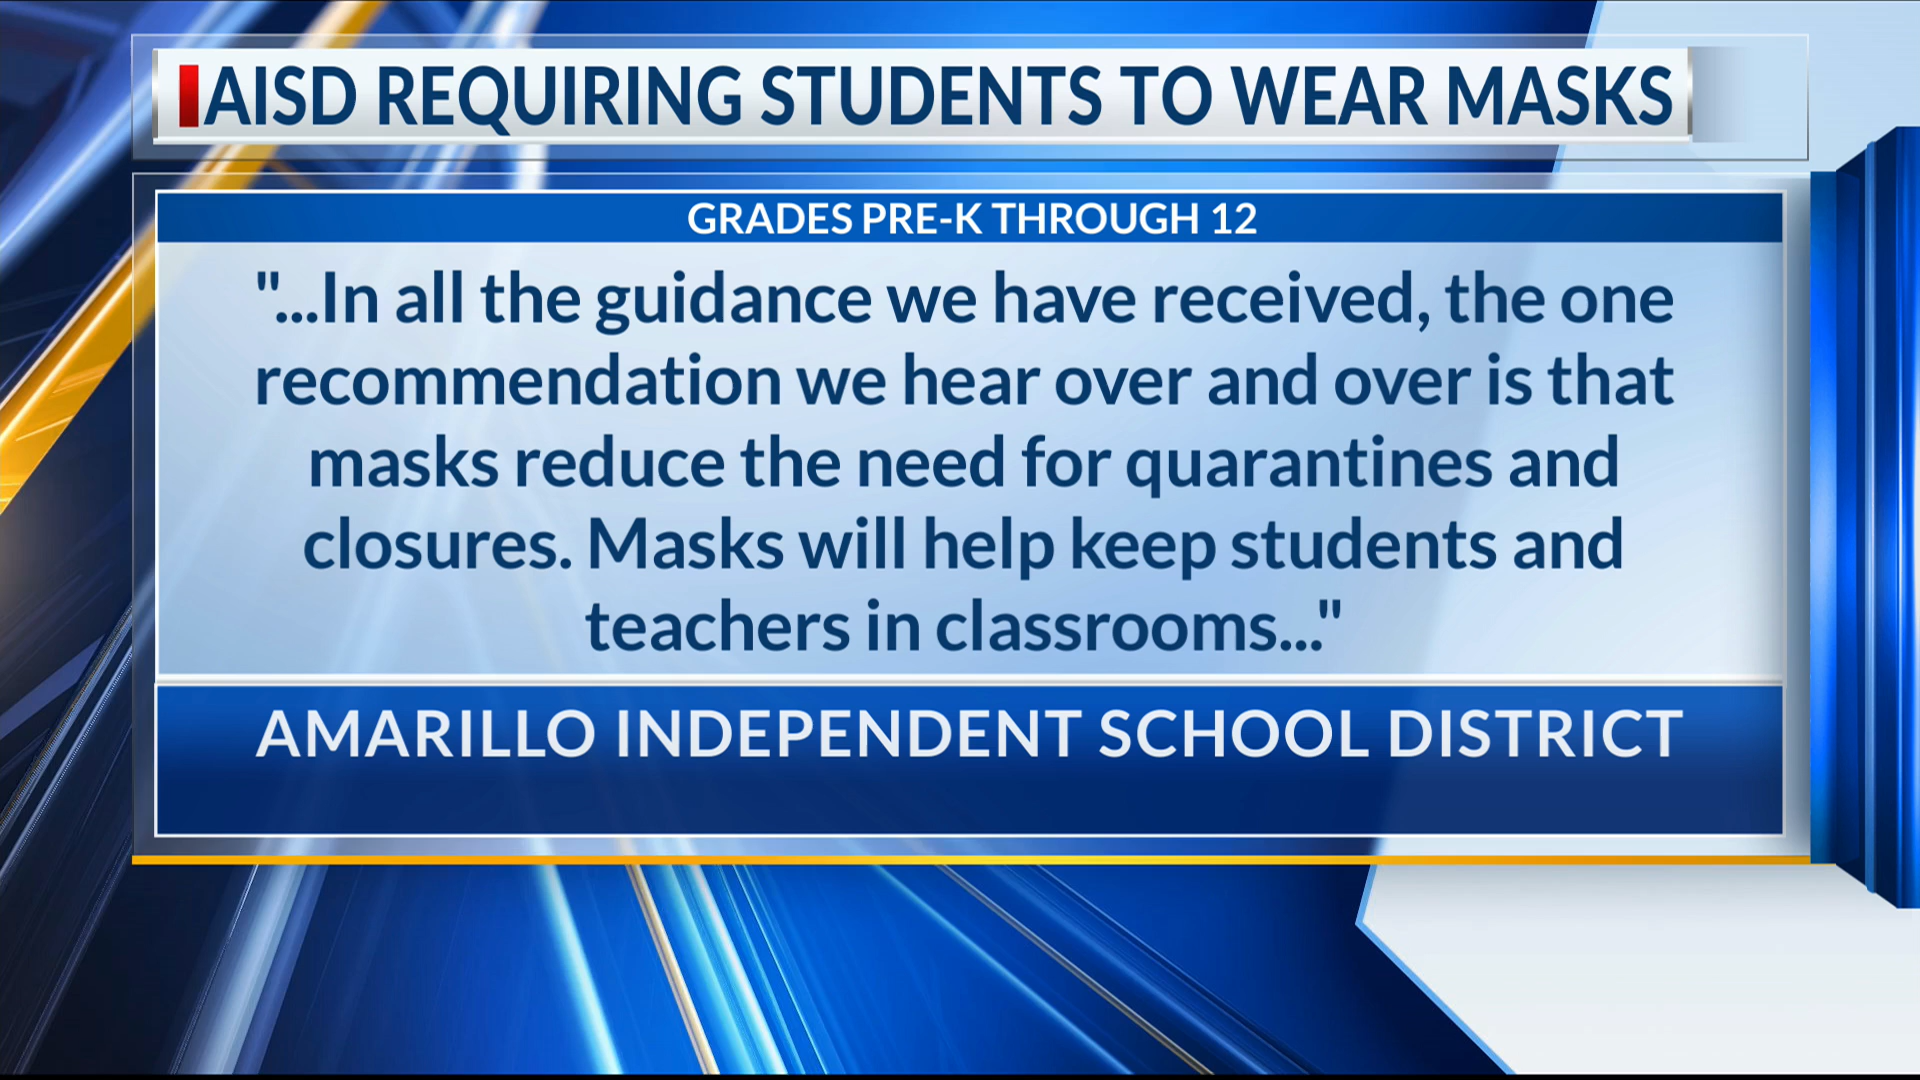 AISD REQUIRING STUDENTS TO WEAR MASKS
GRADES PRE-K THROUGH 12
"...In all the guidance we have received, the one
recommendation we hear over and over is that
masks reduce the need for quarantines and
closures. Masks will help keep students and
teachers in classrooms..."
AMARILLO INDEPENDENT SCHOOL DISTRICT